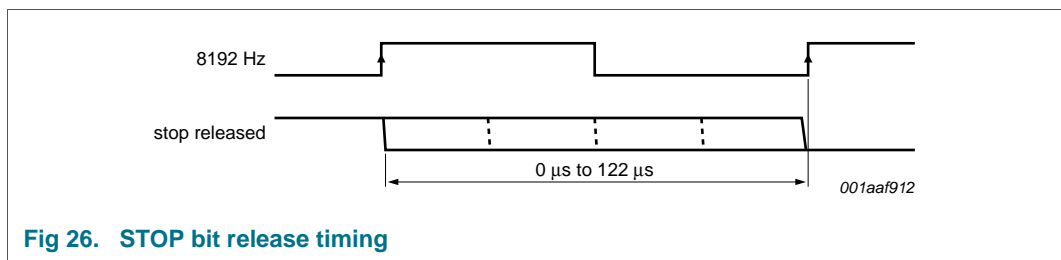 8192 Hz
stop released
0 μs to 122 μs
001aaf912
Fig 26. STOP bit release timing